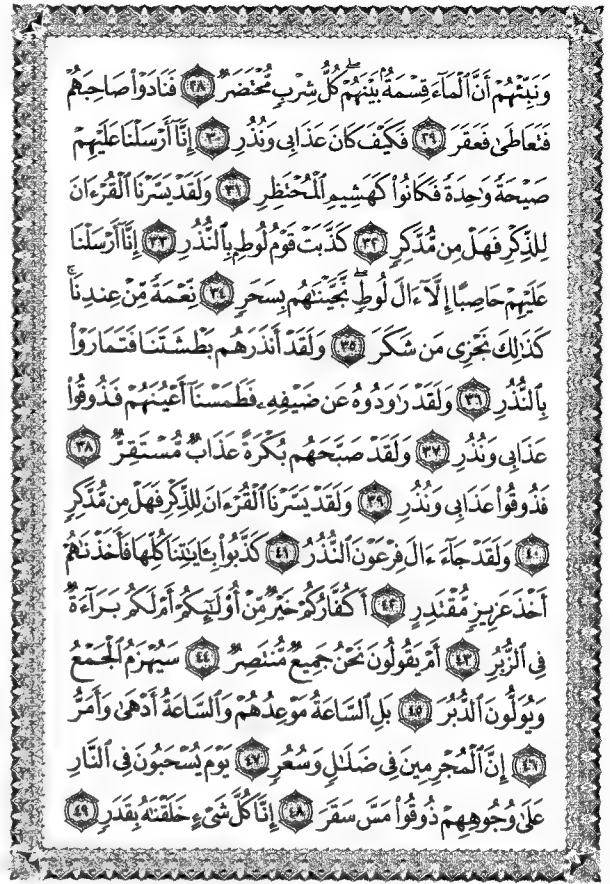 وَنَبِّئْهُمْ أَنَّ ٱلْمَآءَ قِسْمَةٌۢ بَيْنَهُمْ ۖ كُلُّ شِرْبٍ مُّحْتَضَرٌ ٢٨ فَنَادَوْا۟ صَاحِبَهُمْ
فَتَعَاطَىٰ فَعَقَرَ ٢٩ فَكَيْفَ كَانَ عَذَابِى وَنُذُرِ ٣٠ إِنَّآ أَرْسَلْنَا عَلَيْهِمْ
صَيْحَةً وَٰحِدَةً فَكَانُوا۟ كَهَشِيمِ ٱلْمُحْتَظِرِ ٣١ وَلَقَدْ يَسَّرْنَا ٱلْقُرْءَانَ
لِلذِّكْرِ فَهَلْ مِن مُّدَّكِرٍ ٣٢ كَذَّبَتْ قَوْمُ لُوطٍۭ بِٱلنُّذُرِ ٣٣ إِنَّآ أَرْسَلْنَا
عَلَيْهِمْ حَاصِبًا إِلَّآ ءَالَ لُوطٍ ۖ نَّجَّيْنَٰهُم بِسَحَرٍ ٣٤ نِّعْمَةً مِّنْ عِندِنَا ۚ
كَذَٰلِكَ نَجْزِى مَن شَكَرَ ٣٥ وَلَقَدْ أَنذَرَهُم بَطْشَتَنَا فَتَمَارَوْا۟
بِٱلنُّذُرِ ٣٦ وَلَقَدْ رَٰوَدُوهُ عَن ضَيْفِهِۦ فَطَمَسْنَآ أَعْيُنَهُمْ فَذُوقُوا۟
عَذَابِى وَنُذُرِ ٣٧ وَلَقَدْ صَبَّحَهُم بُكْرَةً عَذَابٌ مُّسْتَقِرٌّ ٣٨
فَذُوقُوا۟ عَذَابِى وَنُذُرِ ٣٩ وَلَقَدْ يَسَّرْنَا ٱلْقُرْءَانَ لِلذِّكْرِ فَهَلْ مِن مُّدَّكِرٍ
٤٠ وَلَقَدْ جَآءَ ءَالَ فِرْعَوْنَ ٱلنُّذُرُ ٤١ كَذَّبُوا۟ بِـَٔايَٰتِنَا كُلِّهَا فَأَخَذْنَٰهُمْ
أَخْذَ عَزِيزٍ مُّقْتَدِرٍ ٤٢ أَكُفَّارُكُمْ خَيْرٌ مِّنْ أُو۟لَٰٓئِكُمْ أَمْ لَكُم بَرَآءَةٌ
فِى ٱلزُّبُرِ ٤٣ أَمْ يَقُولُونَ نَحْنُ جَمِيعٌ مُّنتَصِرٌ ٤٤ سَيُهْزَمُ ٱلْجَمْعُ
وَيُوَلُّونَ ٱلدُّبُرَ ٤٥ بَلِ ٱلسَّاعَةُ مَوْعِدُهُمْ وَٱلسَّاعَةُ أَدْهَىٰ وَأَمَرُّ
٤٦ إِنَّ ٱلْمُجْرِمِينَ فِى ضَلَٰلٍ وَسُعُرٍ ٤٧ يَوْمَ يُسْحَبُونَ فِى ٱلنَّارِ
عَلَىٰ وُجُوهِهِمْ ذُوقُوا۟ مَسَّ سَقَرَ ٤٨ إِنَّا كُلَّ شَىْءٍ خَلَقْنَٰهُ بِقَدَرٍ ٤٩